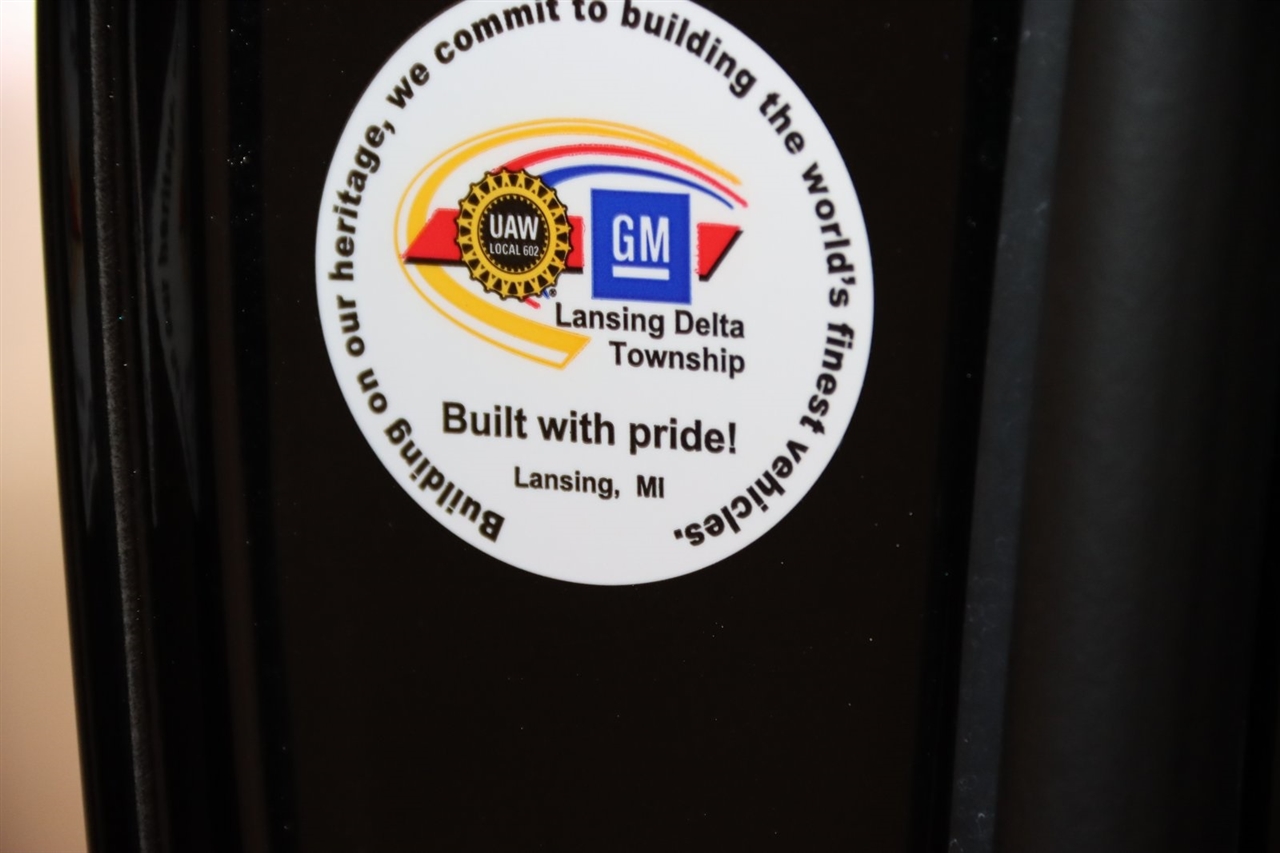 Building on our heritage, we commit to building the world's finest vehicles.
UAW
LOCAL 602
GM
Lansing Delta
Township
Built with pride!
Lansing, MI